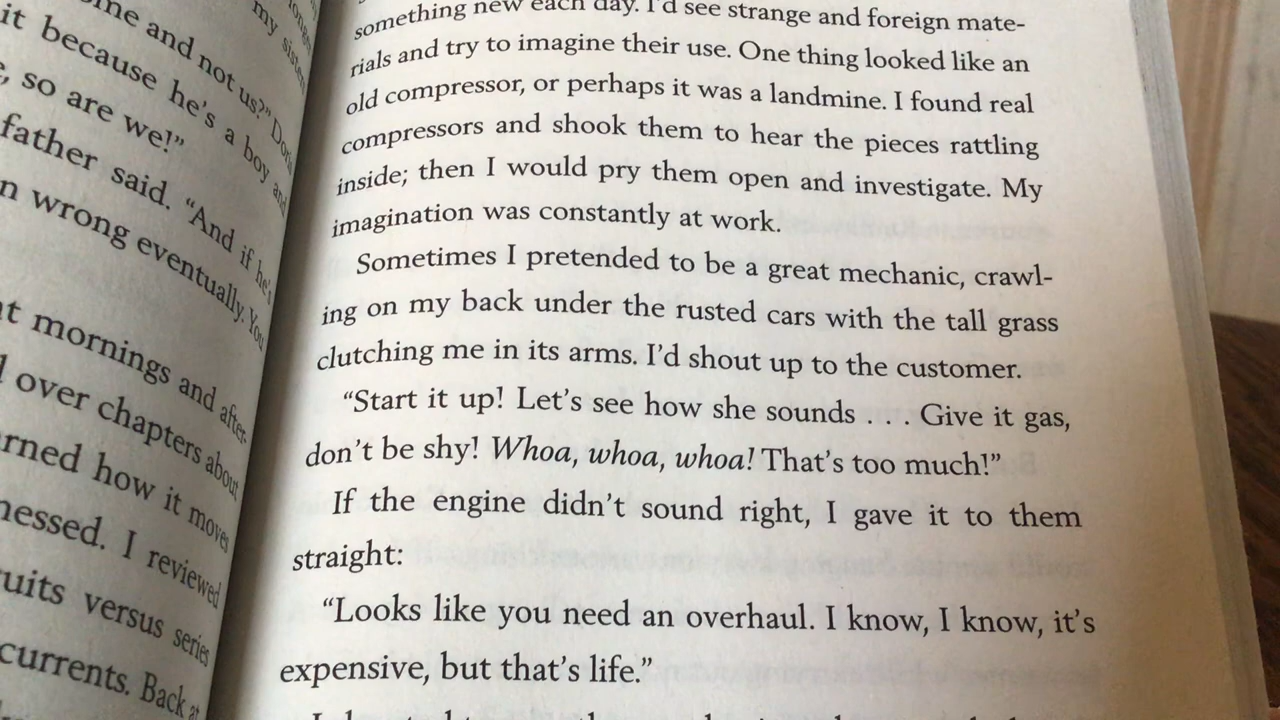 me and not us?" Doris
it because he's a boy and
so are we!"
father said. "And if he's
n wrong eventually. You
mornings and after-
over chapters about
rned how it moves
nessed. I reviewed
uits versus series
currents. Back at
something new each day. I'd see strange and foreign mate-
rials and try to imagine their use. One thing looked like an
old compressor, or perhaps it was a landmine. I found real
compressors and shook them to hear the pieces rattling
inside; then I would pry them open and investigate. My
imagination was constantly at work.
Sometimes I pretended to be a great mechanic, crawl-
ing on my back under the rusted cars with the tall grass
clutching me in its arms. I'd shout up to the customer.
"Start it up! Let's see how she sounds . . . Give it gas,
don't be shy! Whoa, whoa, whoa! That's too much!"
If the engine didn't sound right, I gave it to them
straight:
"Looks like you need an overhaul. I know, I know, it's
expensive, but that's life."